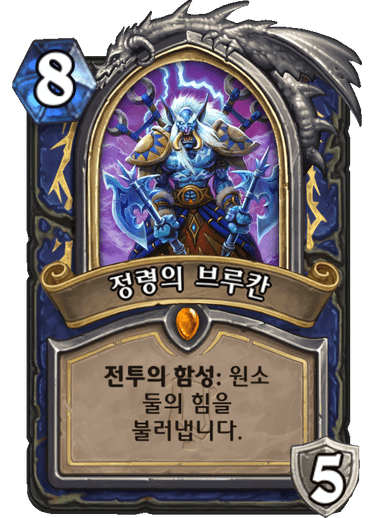 8
정령의 브루칸
전투의 함성: 원소
둘의 힘을
불러냅니다.
5